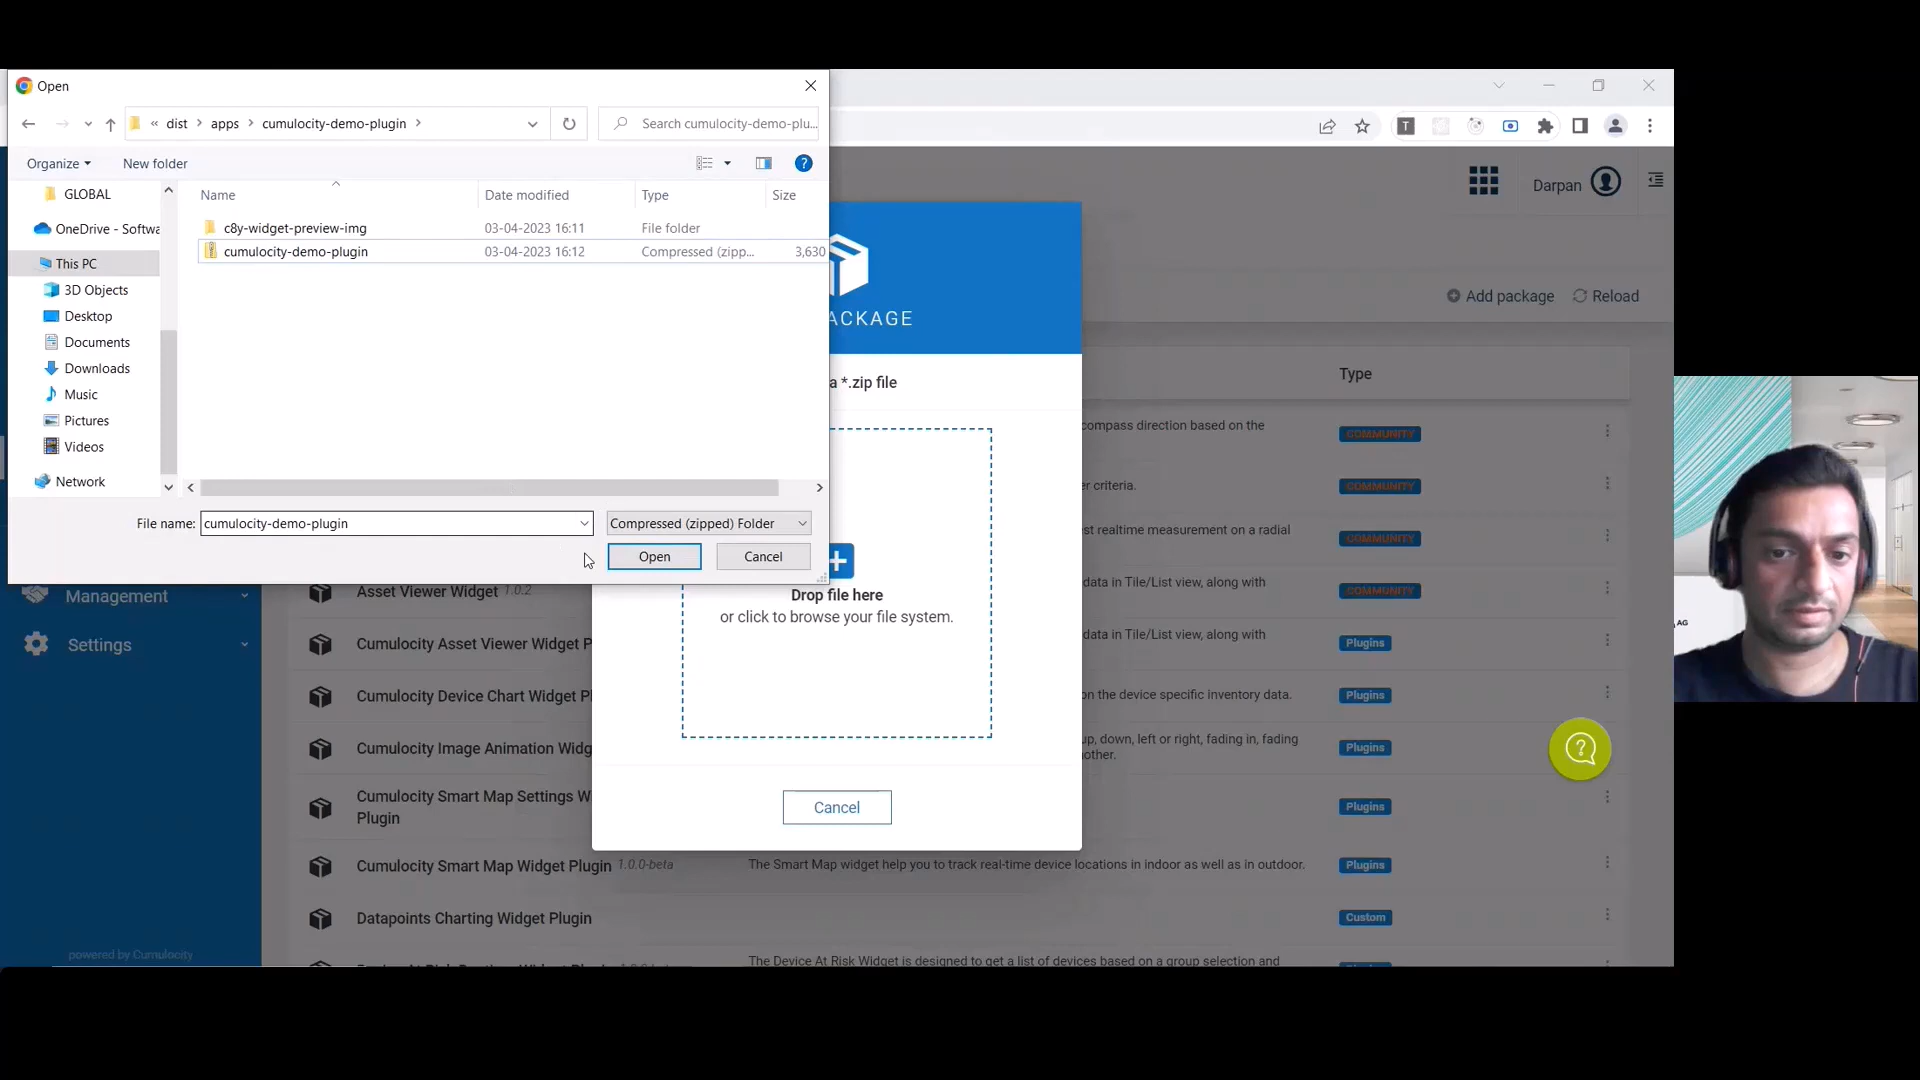 Open
« dist > apps > cumulocity-demo-plugin >
Search cumulocity-demo-plu...
Organize
New folder
GLOBAL
OneDrive - Softwa
This PC
3D Objects
Desktop
Documents
Downloads
Music
Pictures
Videos
Network
Name
Date modified
Type
Size
c8y-widget-preview-img
03-04-2023 16:11
File folder
cumulocity-demo-plugin
03-04-2023 16:12
Compressed (zipp...
3,630
File name:
cumulocity-demo-plugin
Compressed (zipped) Folder
Open
Cancel
T
Darpan
Add package
Reload
ACKAGE
a *.zip file
Drop file here
or click to browse your file system.
Cancel
Type
compass direction based on the
COMMUNITY
er criteria.
COMMUNITY
st realtime measurement on a radial
COMMUNITY
Management
Settings
powered by Cumulocity
Asset Viewer Widget 1.0.2
data in Tile/List view, along with
COMMUNITY
Cumulocity Asset Viewer Widget P
data in Tile/List view, along with
Plugins
Cumulocity Device Chart Widget Pl
on the device specific inventory data.
Plugins
Cumulocity Image Animation Widg
up, down, left or right, fading in, fading
other.
Plugins
Cumulocity Smart Map Settings W
Plugin
Plugins
Cumulocity Smart Map Widget Plugin 1.0.0-beta
The Smart Map widget help you to track real-time device locations in indoor as well as in outdoor.
Plugins
Datapoints Charting Widget Plugin
Custom
The Device At Risk Widget is designed to get a list of devices based on a group selection and
AG